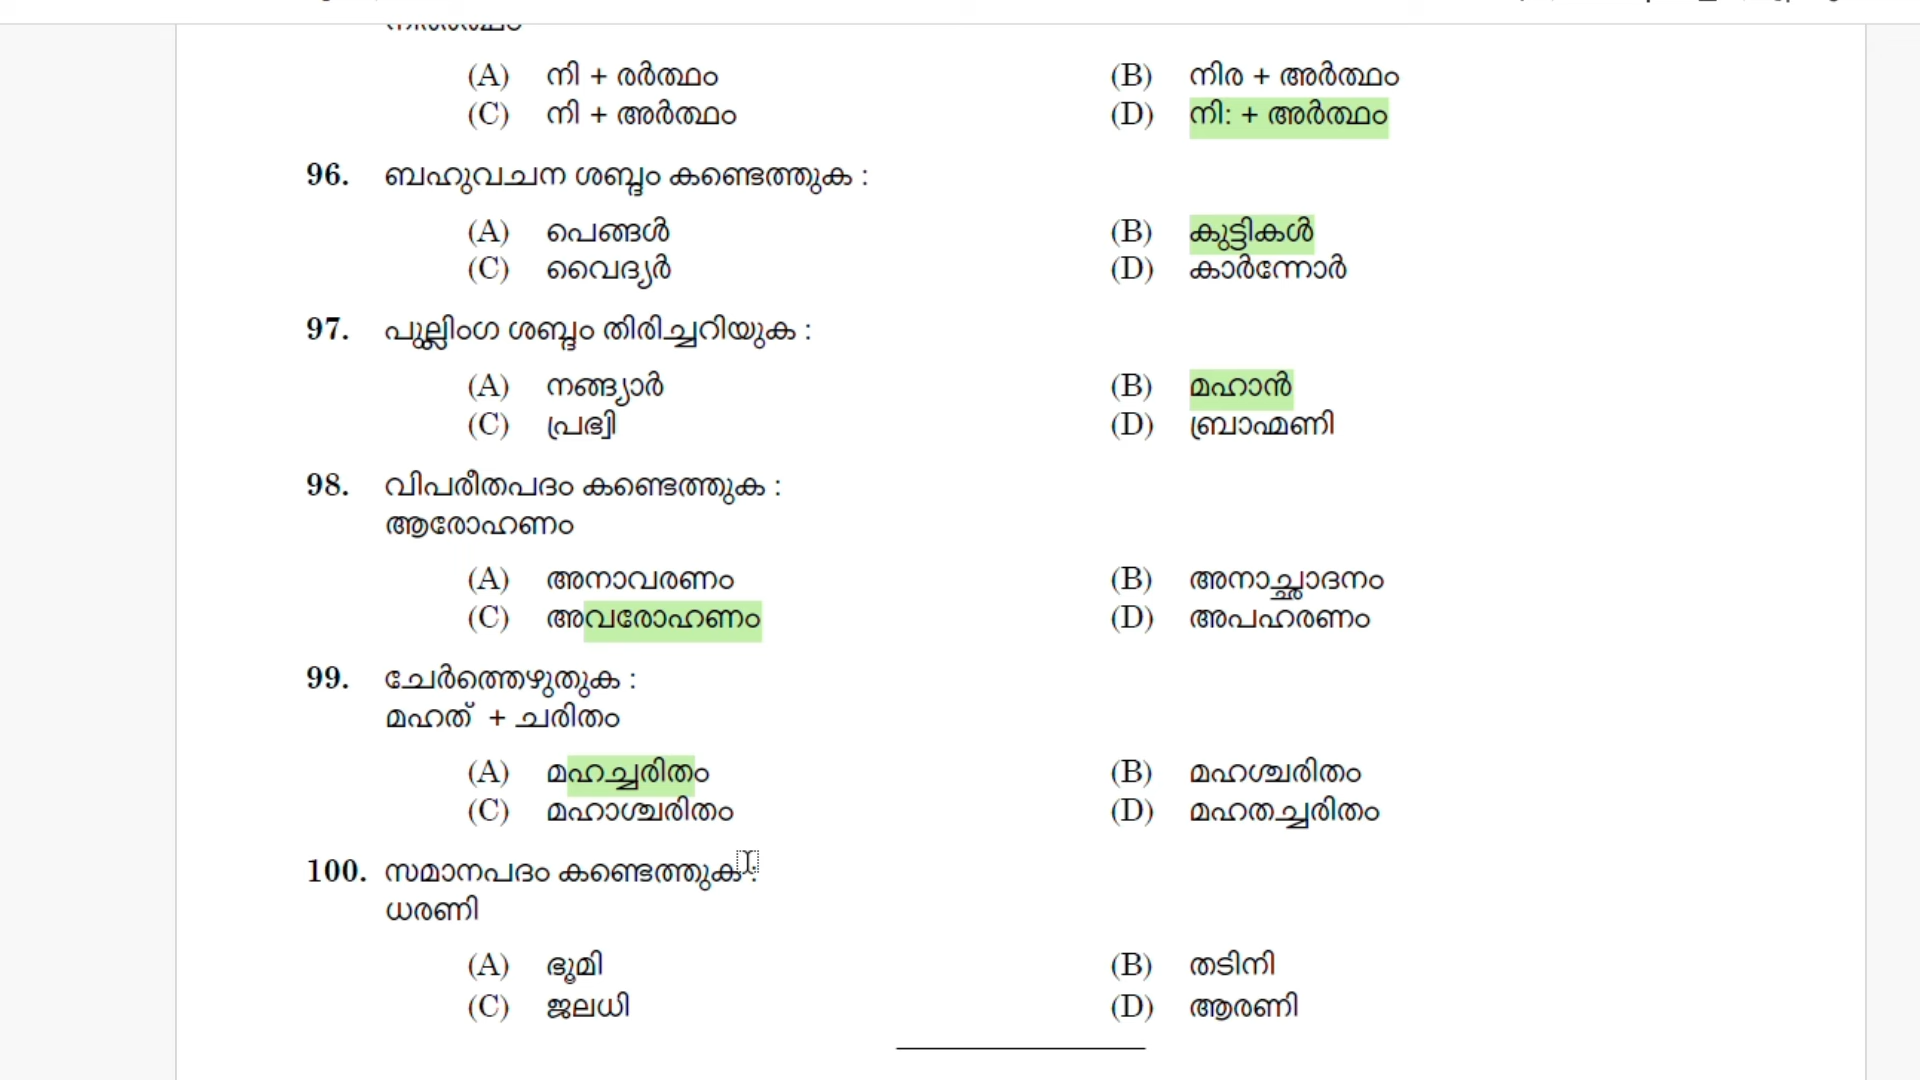 (A) നി + രർത്ഥം (B) നിര + അർത്ഥം
(C) നി + അർത്ഥം (D) നി: + അർത്ഥം
96. ബഹുവചന ശബ്ദം കണ്ടെത്തുക :
(A) പെങ്ങൾ (B) കുട്ടികൾ
(C) വൈദ്യർ (D) കാർന്നോർ
97. പുല്ലിംഗ ശബ്ദം തിരിച്ചറിയുക :
(A) നങ്ങ്യാർ (B) മഹാൻ
(C) പ്രഭ്വി (D) ബ്രാഹ്മണി
98. വിപരീതപദം കണ്ടെത്തുക :
ആരോഹണം
(A) അനാവരണം (B) അനാച്ഛാദനം
(C) അവരോഹണം (D) അപഹരണം
99. ചേർത്തെഴുതുക :
മഹത് + ചരിതം
(A) മഹച്ചരിതം (B) മഹശ്ചരിതം
(C) മഹാശ്ചരിതം (D) മഹതച്ചരിതം
100. സമാനപദം കണ്ടെത്തുക :
ധരണി
(A) ഭൂമി (B) തടിനി
(C) ജലധി (D) ആരണി